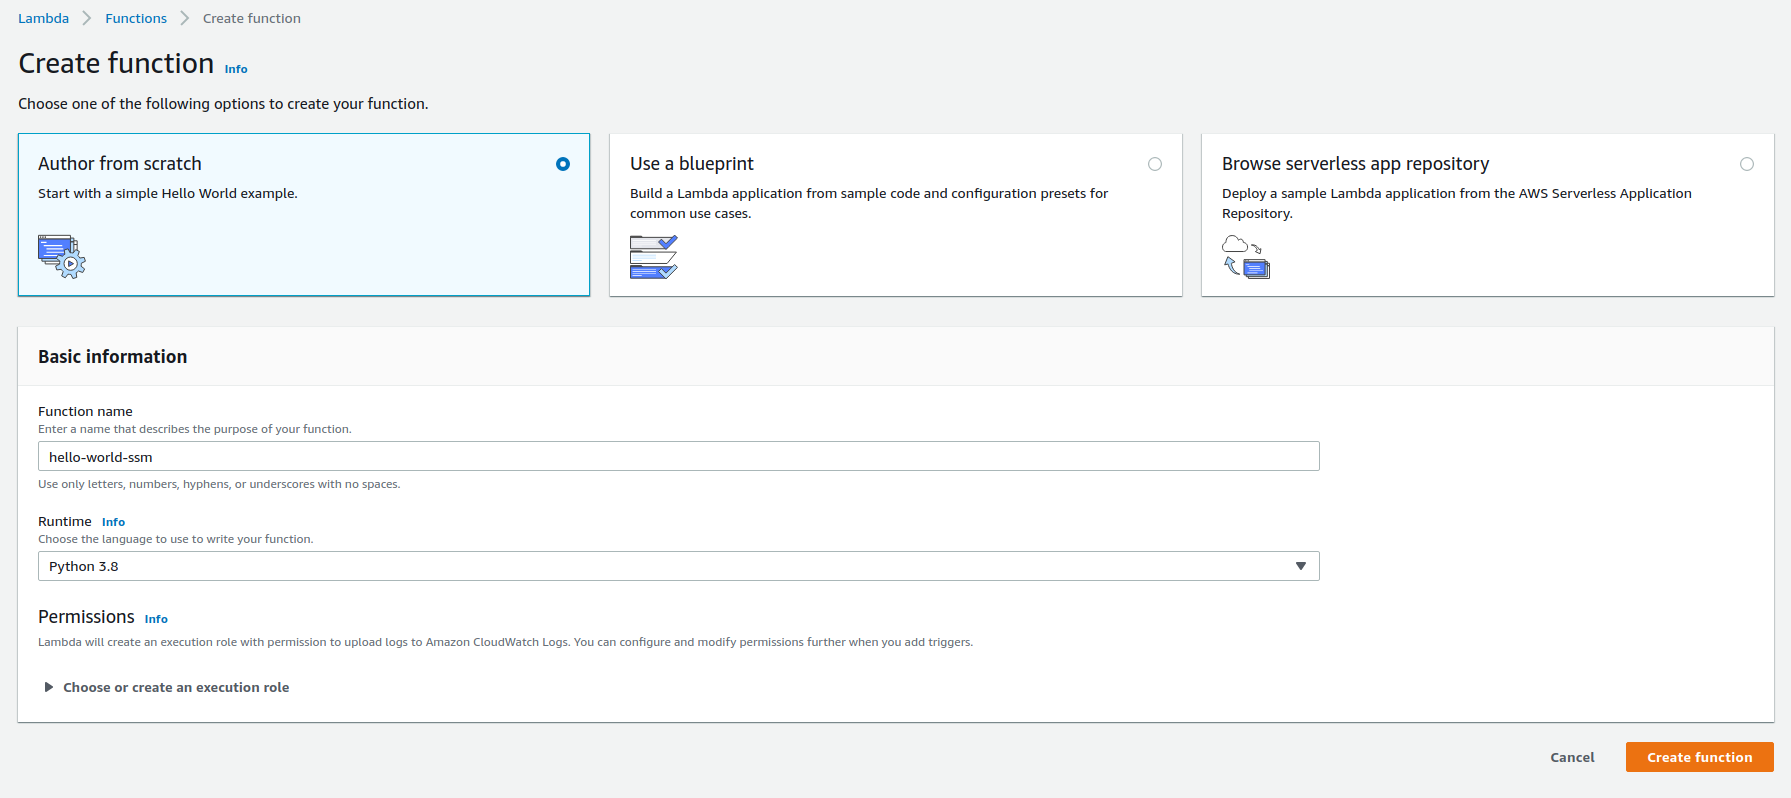 Lambda > Functions > Create function
Create function Info
Choose one of the following options to create your function.
Author from scratch
Start with a simple Hello World example.
Use a blueprint
Build a Lambda application from sample code and configuration presets for
common use cases.
Browse serverless app repository
Deploy a sample Lambda application from the AWS Serverless Application
Repository.
Basic information
Function name
Enter a name that describes the purpose of your function.
hello-world-ssm
Use only letters, numbers, hyphens, or underscores with no spaces.
Runtime Info
Choose the language to use to write your function.
Python 3.8
Permissions Info
Lambda will create an execution role with permission to upload logs to Amazon CloudWatch Logs. You can configure and modify permissions further when you add triggers.
Choose or create an execution role
Cancel
Create function